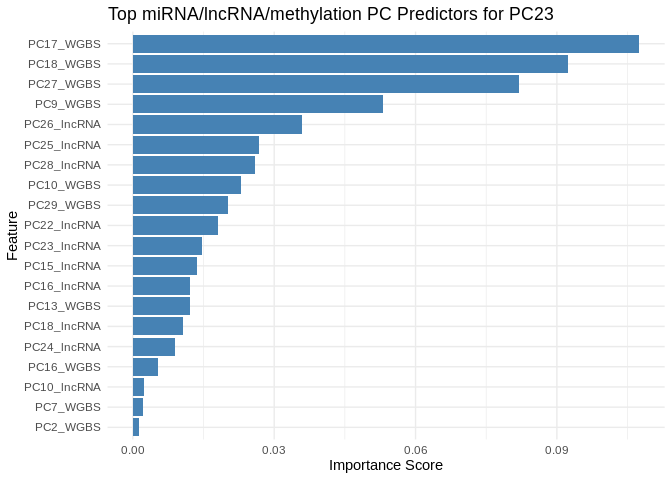 Top miRNA/lncRNA/methylation PC Predictors for PC23
PC17_WGBS
PC18_WGBS
PC27_WGBS
PC9_WGBS
PC26_lncRNA
PC25_lncRNA
PC28_lncRNA
PC10_WGBS
PC29_WGBS
PC22_lncRNA
PC23_lncRNA
PC15_lncRNA
PC16_lncRNA
PC13_WGBS
PC18_lncRNA
PC24_lncRNA
PC16_WGBS
PC10_lncRNA
PC7_WGBS
PC2_WGBS
Feature
0.00 0.03 0.06 0.09
Importance Score